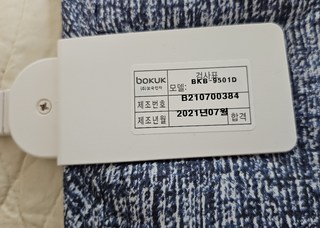 bokuk
(주)보국전자
검사표
모델: BKB-9501D
제조번호 B210700384
제조년월 2021년07월 합격